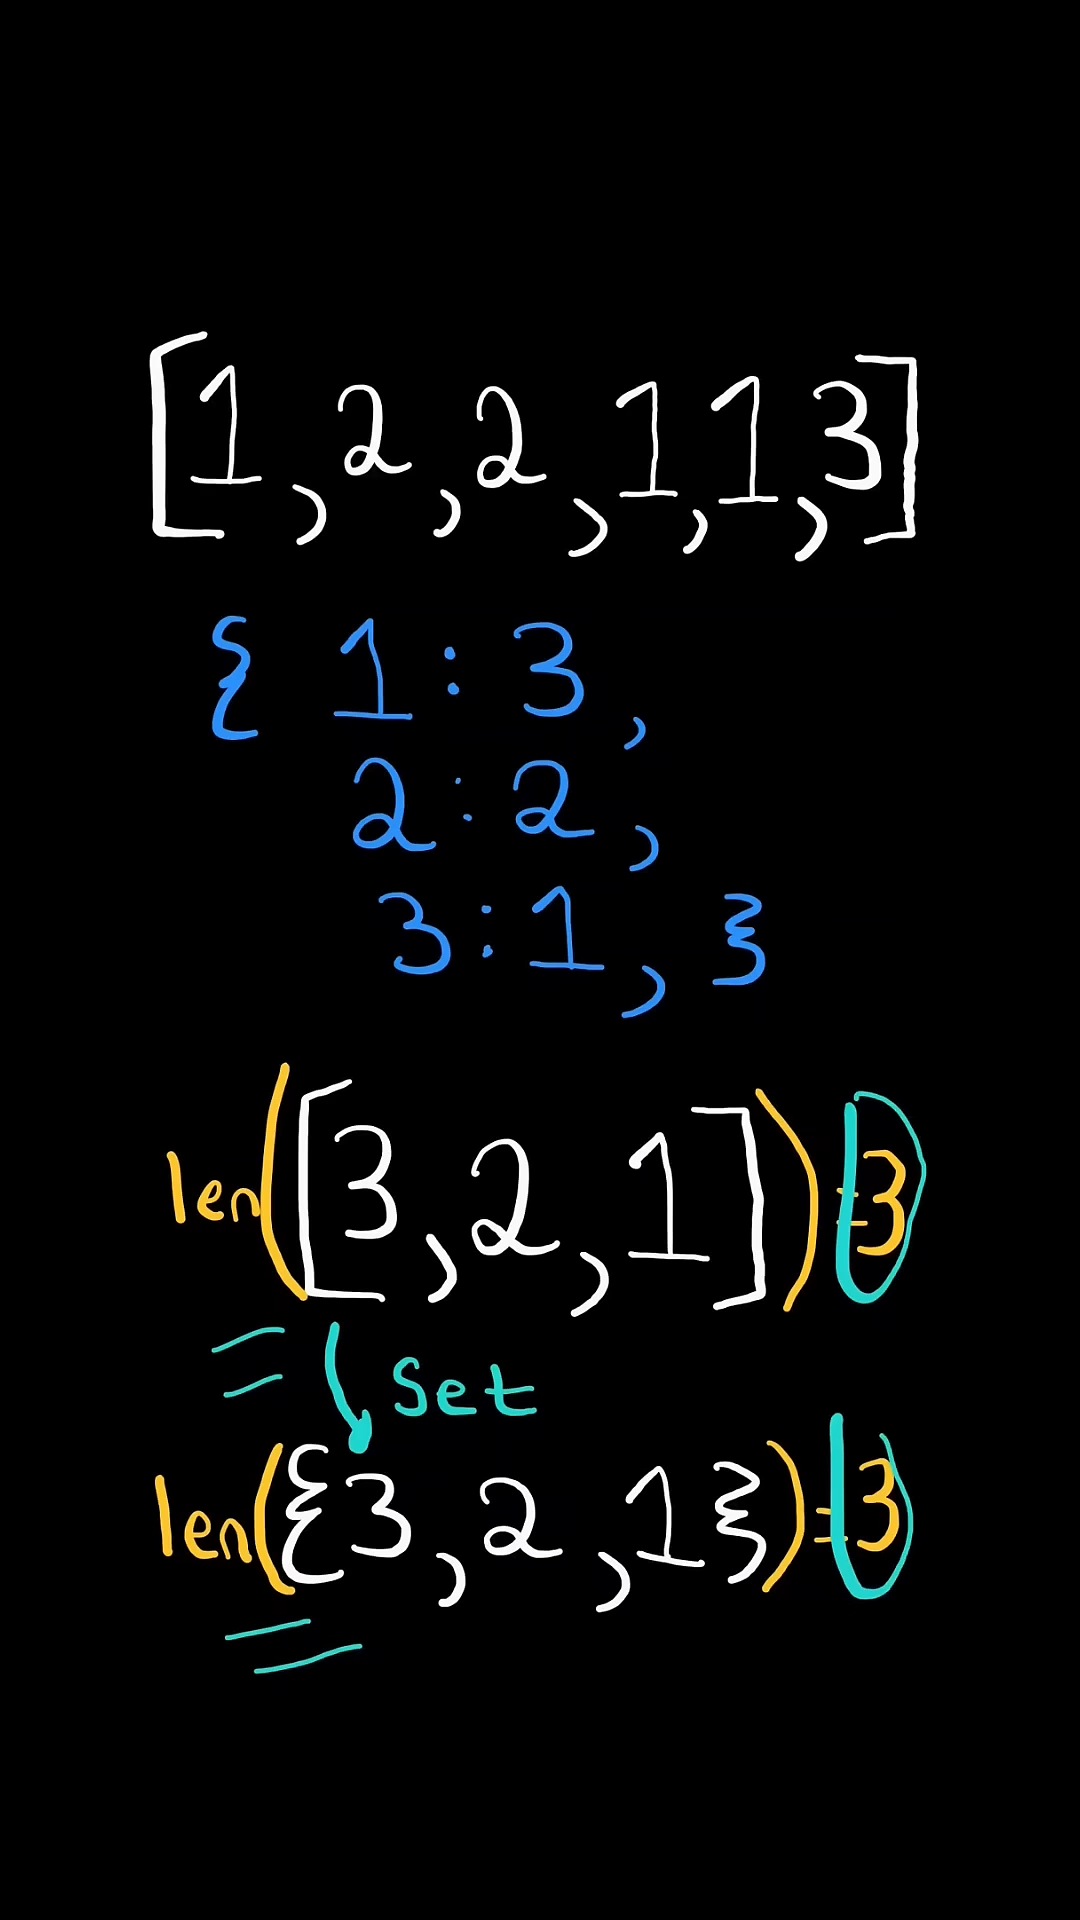 [1,2,2,1,1,3]
{ 1:3,
2:2,
3:1, }
len([3,2,1])=3
Set
len({3,2,1})=3